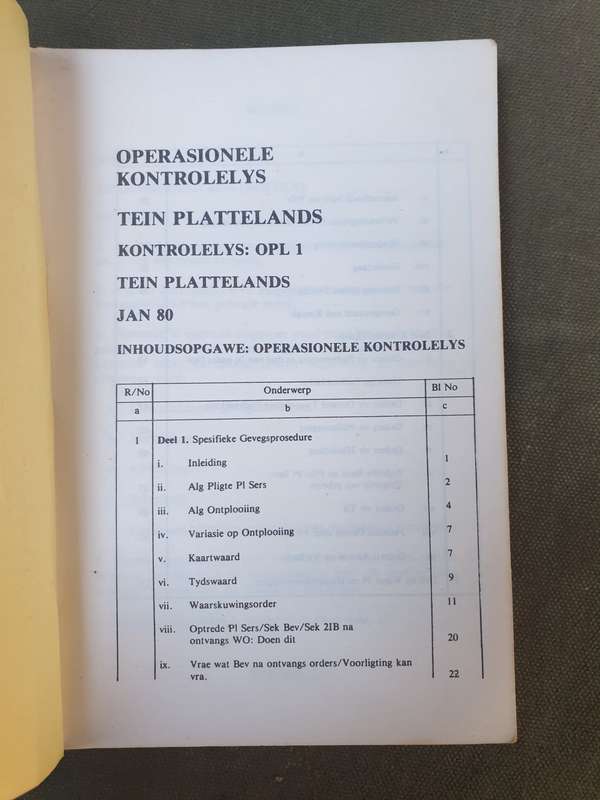 OPERASIONELE
KONTROLELYS
TEIN PLATTELANDS
KONTROLELYS: OPL 1
TEIN PLATTELANDS
JAN 80
INHOUDSOPGAWE: OPERASIONELE KONTROLELYS
R/No Onderwerp Bl No
a b c
1 Deel 1. Spesifieke Gevegsprosedure
i. Inleiding 1
ii. Alg Pligte Pl Sers 2
iii. Alg Ontplooiing 4
iv. Variasie op Ontplooiing 7
v. Kaartwaard 7
vi. Tydswaard 9
vii. Waarskuwingsorder 11
viii. Optrede Pl Sers/Sek Bev/Sek 2IB na
ontvangs WO: Doen dit 20
ix. Vrae wat Bev na ontvangs orders/Voorligting kan
vra. 22